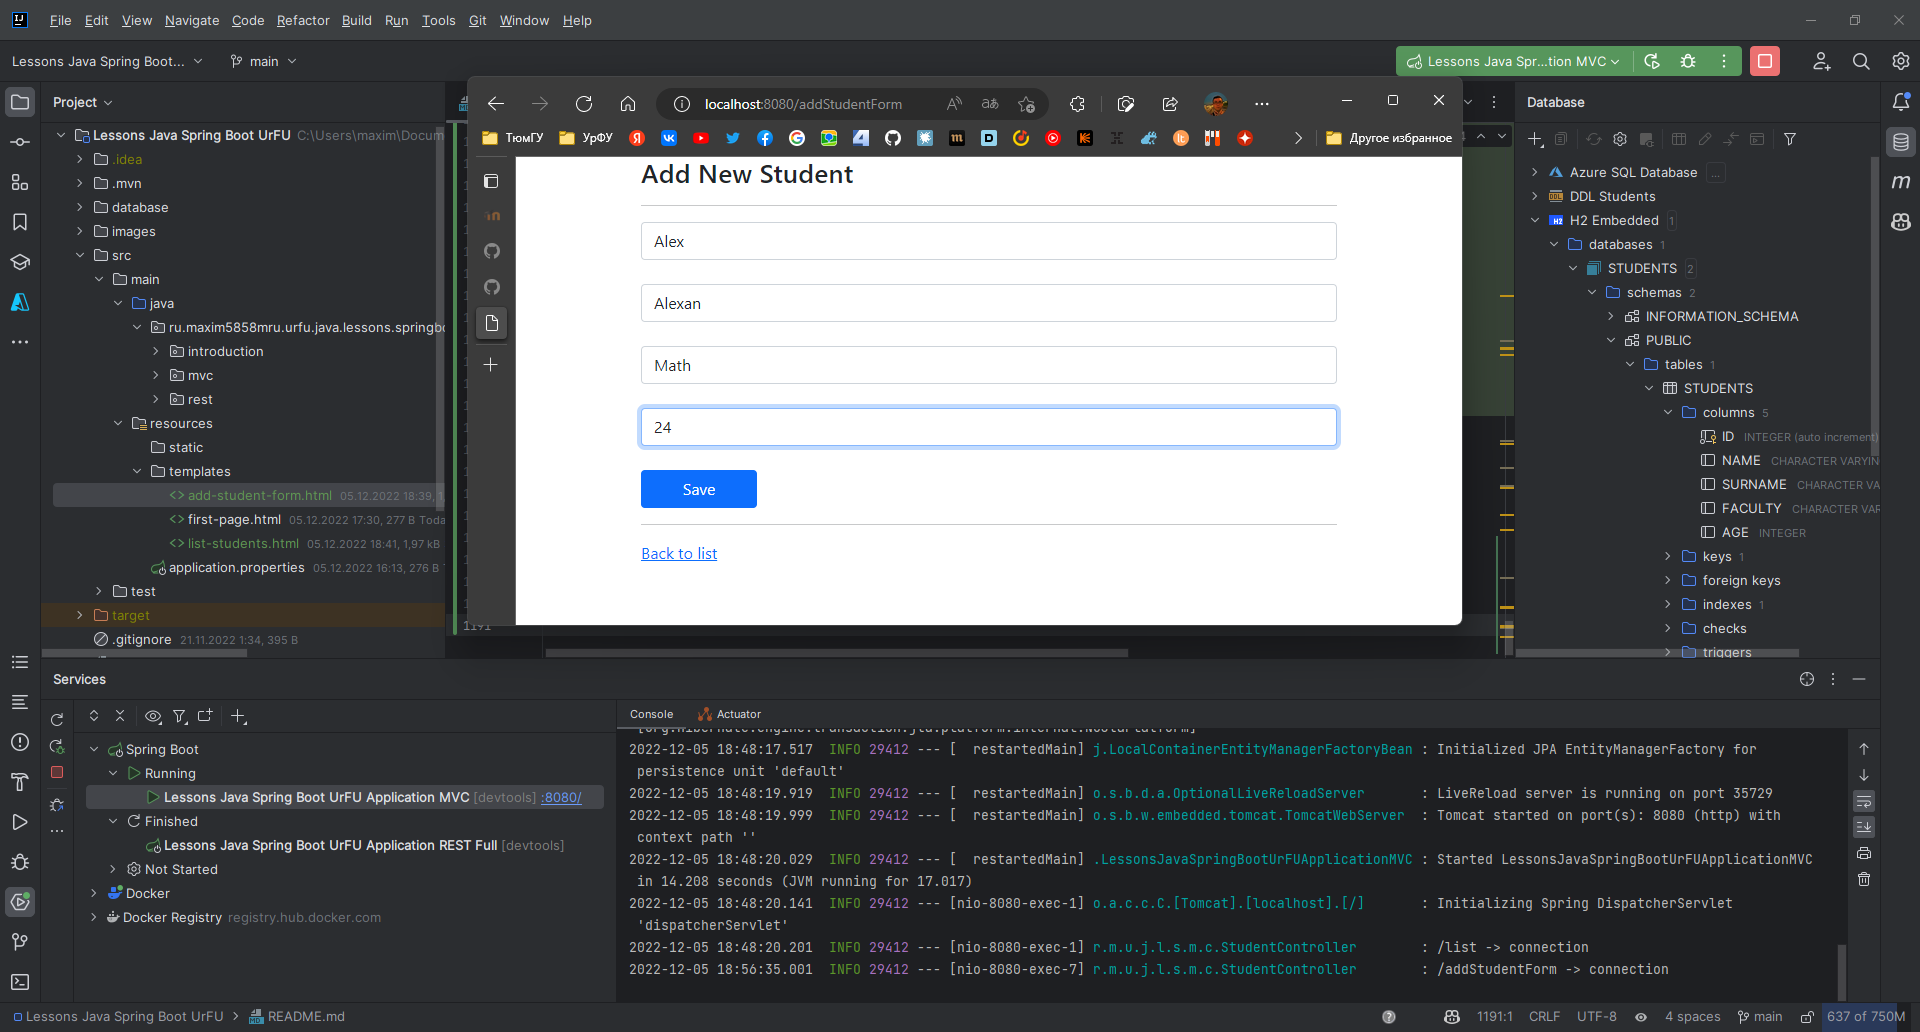 File Edit View Navigate Code Refactor Build Run Tools Git Window Help
Lessons Java Spring Boot... main
Lessons Java Spr...tion MVC
Project
Lessons Java Spring Boot UrFU C:\Users\maxim\Docum
.idea
.mvn
database
images
src
main
java
ru.maxim5858mru.urfu.java.lessons.springbo
introduction
mvc
rest
resources
static
templates
add-student-form.html 05.12.2022 18:39, 1,
first-page.html 05.12.2022 17:30, 277 B Toda
list-students.html 05.12.2022 18:41, 1,97 kB
application.properties 05.12.2022 16:13, 276 B
test
target
.gitignore 21.11.2022 1:34, 395 B
localhost:8080/addStudentForm
ТюмГУ УрФУ Другое избранное
Add New Student
Alex
Alexan
Math
24
Save
Back to list
1191
Database
Azure SQL Database ...
DDL Students
H2 Embedded 1
databases 1
STUDENTS 2
schemas 2
INFORMATION_SCHEMA
PUBLIC
tables 1
STUDENTS
columns 5
ID INTEGER (auto increment)
NAME CHARACTER VARYIN
SURNAME CHARACTER VA
FACULTY CHARACTER VAR
AGE INTEGER
keys 1
foreign keys
indexes 1
checks
triggers
Services
Spring Boot
Running
Lessons Java Spring Boot UrFU Application MVC [devtools] :8080/
Finished
Lessons Java Spring Boot UrFU Application REST Full [devtools]
Not Started
Docker
Docker Registry registry.hub.docker.com
Console Actuator
[org.hibernate.engine.transaction.jta.platform.internal.NoJtaPlatform]
2022-12-05 18:48:17.517 INFO 29412 --- [ restartedMain] j.LocalContainerEntityManagerFactoryBean : Initialized JPA EntityManagerFactory for
persistence unit 'default'
2022-12-05 18:48:19.919 INFO 29412 --- [ restartedMain] o.s.b.d.a.OptionalLiveReloadServer : LiveReload server is running on port 35729
2022-12-05 18:48:19.999 INFO 29412 --- [ restartedMain] o.s.b.w.embedded.tomcat.TomcatWebServer : Tomcat started on port(s): 8080 (http) with
context path ''
2022-12-05 18:48:20.029 INFO 29412 --- [ restartedMain] .LessonsJavaSpringBootUrFUApplicationMVC : Started LessonsJavaSpringBootUrFUApplicationMVC
in 14.208 seconds (JVM running for 17.017)
2022-12-05 18:48:20.141 INFO 29412 --- [nio-8080-exec-1] o.a.c.c.C.[Tomcat].[localhost].[/] : Initializing Spring DispatcherServlet
'dispatcherServlet'
2022-12-05 18:48:20.201 INFO 29412 --- [nio-8080-exec-1] r.m.u.j.l.s.m.c.StudentController : /list -> connection
2022-12-05 18:56:35.001 INFO 29412 --- [nio-8080-exec-7] r.m.u.j.l.s.m.c.StudentController : /addStudentForm -> connection
Lessons Java Spring Boot UrFU > README.md
1191:1 CRLF UTF-8 4 spaces main 637 of 750M